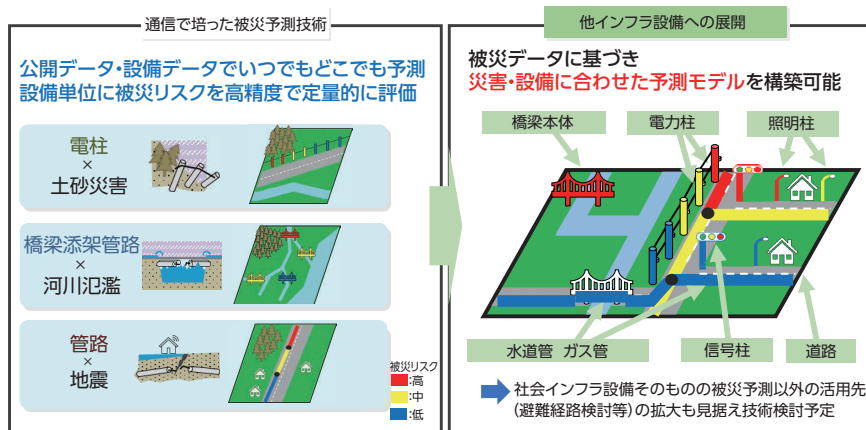 通信で培った被災予測技術
公開データ・設備データでいつでもどこでも予測
設備単位に被災リスクを高精度で定量的に評価
電柱
×
土砂災害
橋梁添架管路
×
河川氾濫
管路
×
地震
被災リスク
:高
:中
:低
他インフラ設備への展開
被災データに基づき
災害・設備に合わせた予測モデルを構築可能
橋梁本体
電力柱
照明柱
水道管 ガス管
信号柱
道路
社会インフラ設備そのものの被災予測以外の活用先
(避難経路検討等)の拡大も見据え技術検討予定